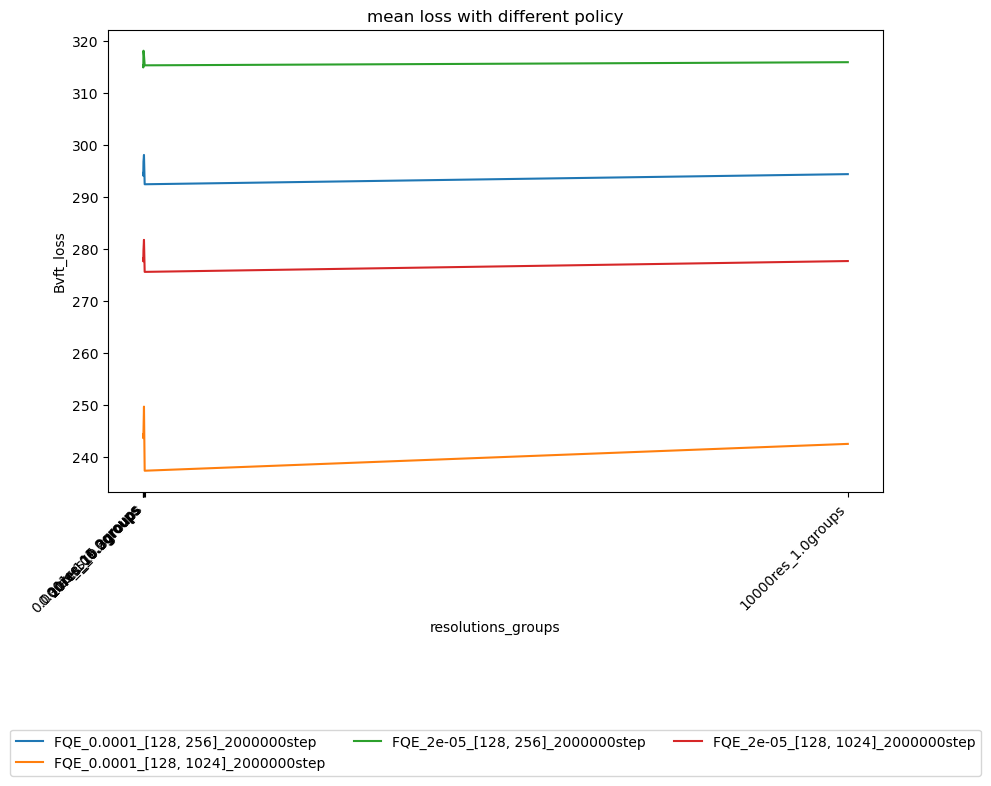 mean loss with different policy
320
310
300
290
280
270
260
250
240
Bvft_loss
10000res_1.0groups
resolutions_groups
FQE_0.0001_[128, 256]_2000000step
FQE_2e-05_[128, 256]_2000000step
FQE_2e-05_[128, 1024]_2000000step
FQE_0.0001_[128, 1024]_2000000step